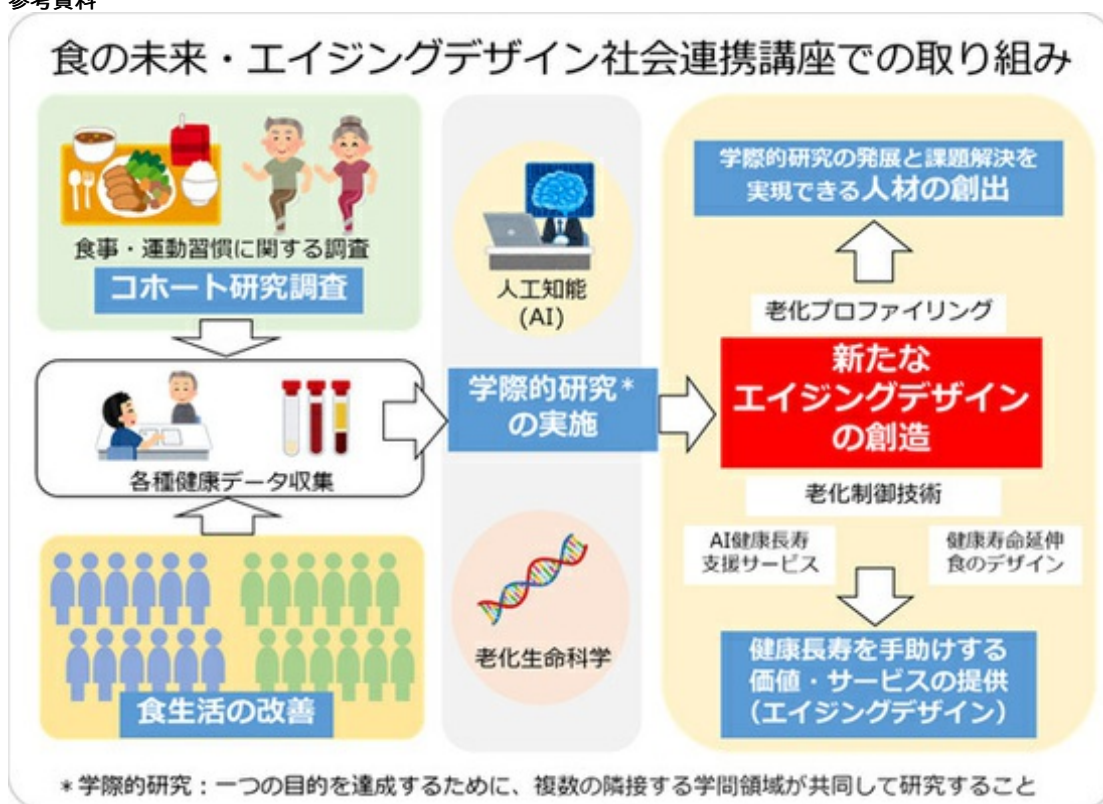 参考資料
食の未来・エイジングデザイン社会連携講座での取り組み
食事・運動習慣に関する調査
コホート研究調査
各種健康データ収集
食生活の改善
人工知能
(AI)
学際的研究*
の実施
老化生命科学
学際的研究の発展と課題解決を
実現できる人材の創出
老化プロファイリング
新たな
エイジングデザイン
の創造
老化制御技術
AI健康長寿
支援サービス
健康寿命延伸
食のデザイン
健康長寿を手助けする
価値・サービスの提供
（エイジングデザイン）
*学際的研究：一つの目的を達成するために、複数の隣接する学問領域が共同して研究すること